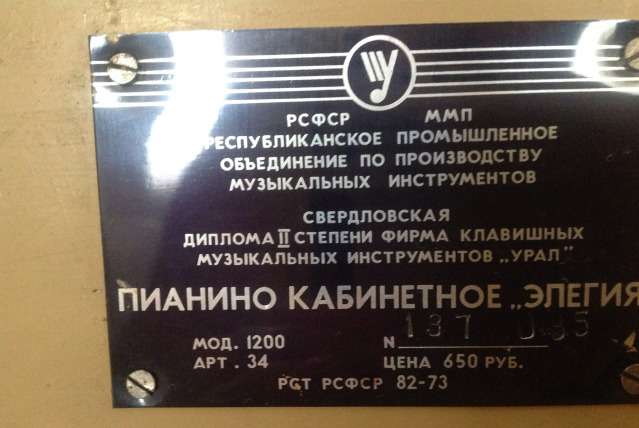 РСФСР ММП
РЕСПУБЛИКАНСКОЕ ПРОМЫШЛЕННОЕ
ОБЪЕДИНЕНИЕ ПО ПРОИЗВОДСТВУ
МУЗЫКАЛЬНЫХ ИНСТРУМЕНТОВ
СВЕРДЛОВСКАЯ
ДИПЛОМА II СТЕПЕНИ ФИРМА КЛАВИШНЫХ
МУЗЫКАЛЬНЫХ ИНСТРУМЕНТОВ „УРАЛ"
ПИАНИНО КАБИНЕТНОЕ „ЭЛЕГИЯ
МОД. 1200 N 137
АРТ. 34 ЦЕНА 650 РУБ.
РСТ РСФСР 82-73